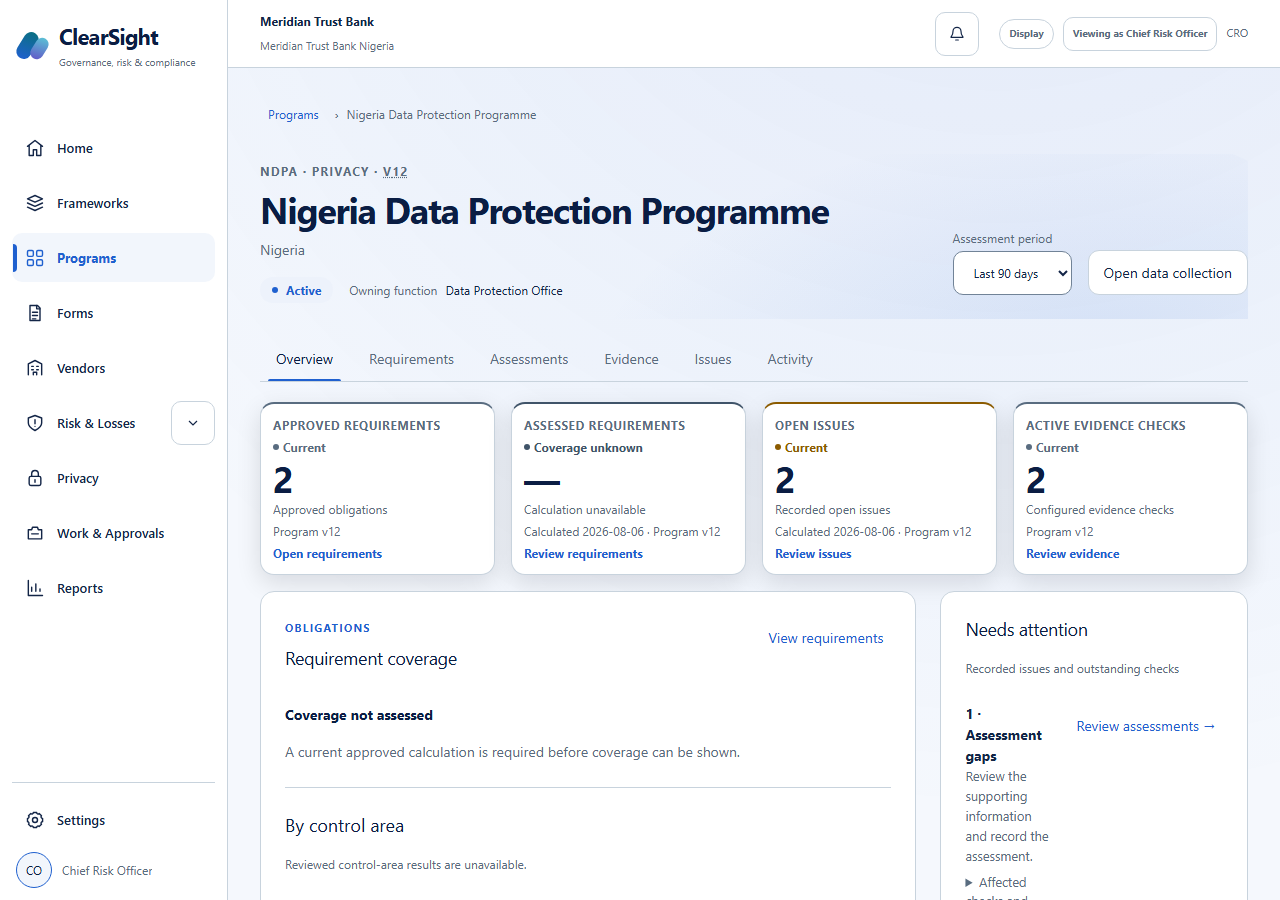 ClearSight
Governance, risk & compliance
Home
Frameworks
Programs
Forms
Vendors
Risk & Losses
Privacy
Work & Approvals
Reports
Settings
CO
Chief Risk Officer
Meridian Trust Bank
Meridian Trust Bank Nigeria
Display
Viewing as Chief Risk Officer
CRO
Programs › Nigeria Data Protection Programme
NDPA · PRIVACY · V12
Nigeria Data Protection Programme
Nigeria
Active
Owning function Data Protection Office
Assessment period
Last 90 days
Open data collection
Overview
Requirements
Assessments
Evidence
Issues
Activity
APPROVED REQUIREMENTS
Current
2
Approved obligations
Program v12
Open requirements
ASSESSED REQUIREMENTS
Coverage unknown
—
Calculation unavailable
Calculated 2026-08-06 · Program v12
Review requirements
OPEN ISSUES
Current
2
Recorded open issues
Calculated 2026-08-06 · Program v12
Review issues
ACTIVE EVIDENCE CHECKS
Current
2
Configured evidence checks
Program v12
Review evidence
OBLIGATIONS
Requirement coverage
View requirements
Coverage not assessed
A current approved calculation is required before coverage can be shown.
By control area
Reviewed control-area results are unavailable.
Needs attention
Recorded issues and outstanding checks
1 ·
Assessment
gaps
Review the
supporting
information
and record the
assessment.
Review assessments →
Affected
checks and